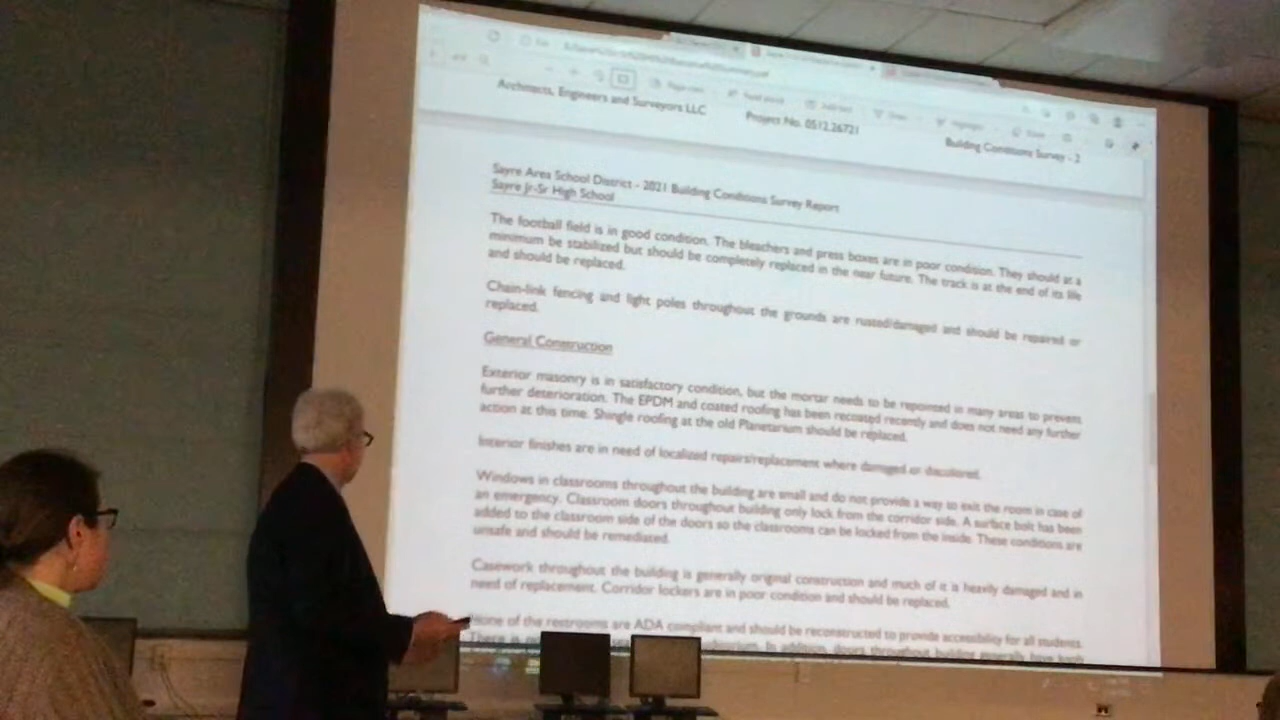 Architects, Engineers and Surveyors LLC
Project No. 0512.26721
Building Conditions Survey - 2
Sayre Area School District - 2021 Building Conditions Survey Report
Sayre Jr-Sr High School
The football field is in good condition. The bleachers and press boxes are in poor condition. They should at a
minimum be stabilized but should be completely replaced in the near future. The track is at the end of its life
and should be replaced.
Chain-link fencing and light poles throughout the grounds are rusted/damaged and should be repaired or
replaced.
General Construction
Exterior masonry is in satisfactory condition, but the mortar needs to be repointed in many areas to prevent
further deterioration. The EPDM and coated roofing has been recoated recently and does not need any further
action at this time. Shingle roofing at the old Planetarium should be replaced.
Interior finishes are in need of localized repairs/replacement where damaged or discolored.
Windows in classrooms throughout the building are small and do not provide a way to exit the room in case of
an emergency. Classroom doors throughout building only lock from the corridor side. A surface bolt has been
added to the classroom side of the doors so the classrooms can be locked from the inside. These conditions are
unsafe and should be remediated.
Casework throughout the building is generally original construction and much of it is heavily damaged and in
need of replacement. Corridor lockers are in poor condition and should be replaced.
None of the restrooms are ADA compliant and should be reconstructed to provide accessibility for all students.
There is In addition, doors throughout building generally have